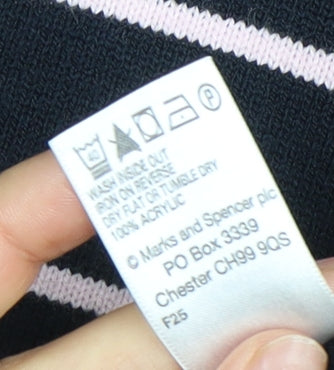 40 P
WASH INSIDE OUT
IRON ON REVERSE
DRY FLAT OR TUMBLE DRY
100% ACRYLIC
© Marks and Spencer plc
PO Box 3339
Chester CH99 9QS
F25